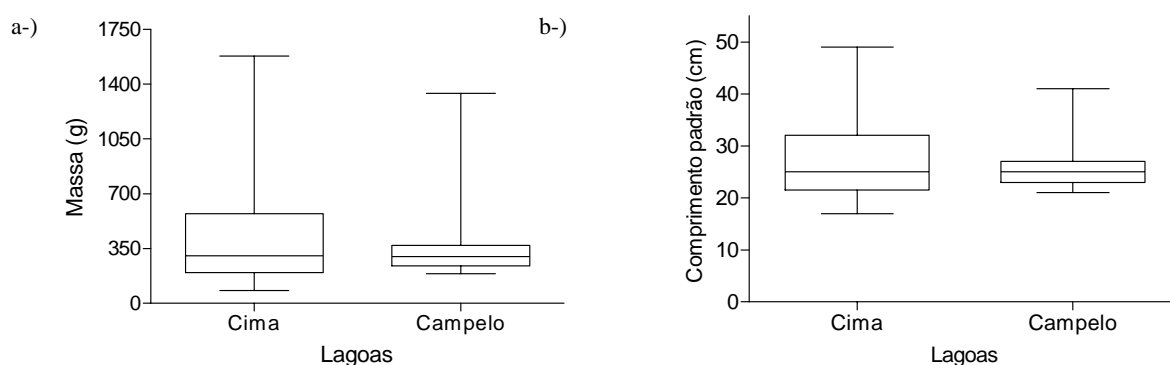 a-)
Massa (g)
1750
1400
1050
700
350
0
Cima
Campelo
Lagoas
b-)
Comprimento padrão (cm)
50
40
30
20
10
0
Cima
Campelo
Lagoas